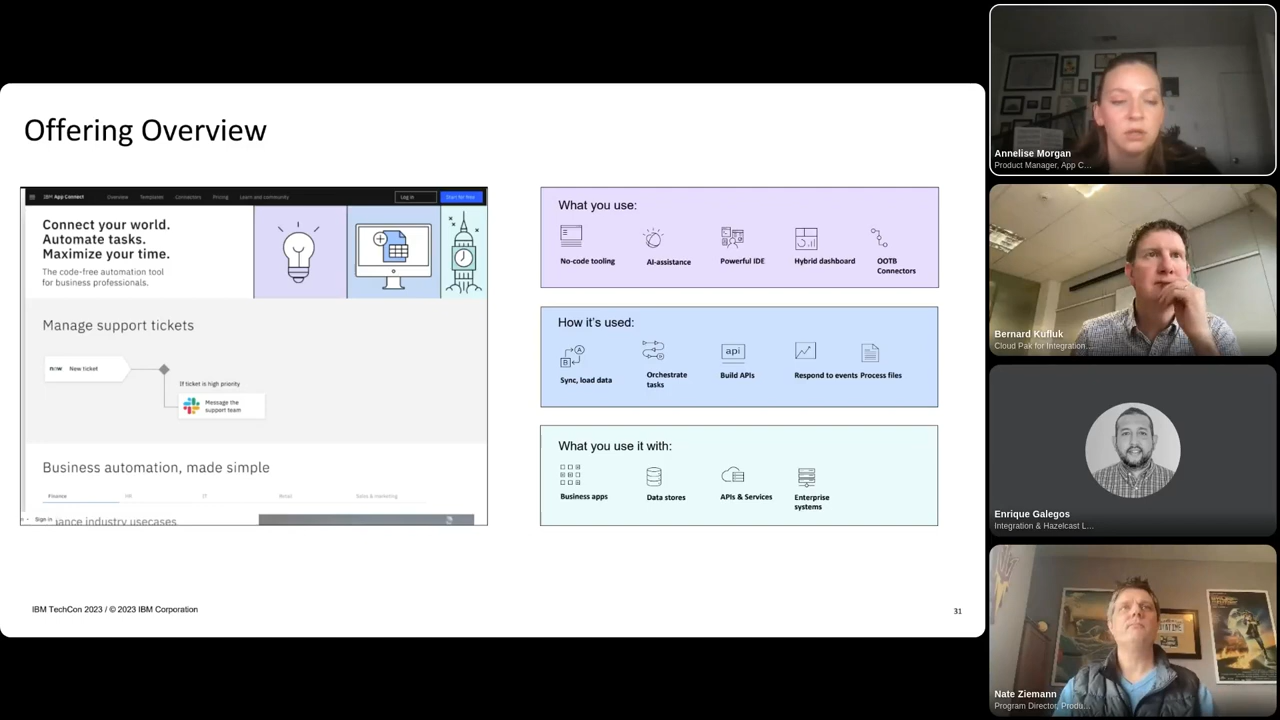 Offering Overview
IBM App Connect
Overview
Templates
Connectors
Pricing
Learn and community
Log in
Start for free
Connect your world.
Automate tasks.
Maximize your time.
The code-free automation tool
for business professionals.
Manage support tickets
now
New ticket
If ticket is high priority
Message the
support team
Business automation, made simple
Finance
HR
IT
Retail
Sales & marketing
Sign in
ance industry usecases
What you use:
No-code tooling
AI-assistance
Powerful IDE
Hybrid dashboard
OOTB
Connectors
How it's used:
A
B
api
Sync, load data
Orchestrate
tasks
Build APIs
Respond to events
Process files
What you use it with:
Business apps
Data stores
APIs & Services
Enterprise
systems
IBM TechCon 2023 / © 2023 IBM Corporation
31
Annelise Morgan
Product Manager, App C...
Bernard Kufluk
Cloud Pak for Integration...
Enrique Galegos
Integration & Hazelcast L...
Nate Ziemann
Program Director, Produ...